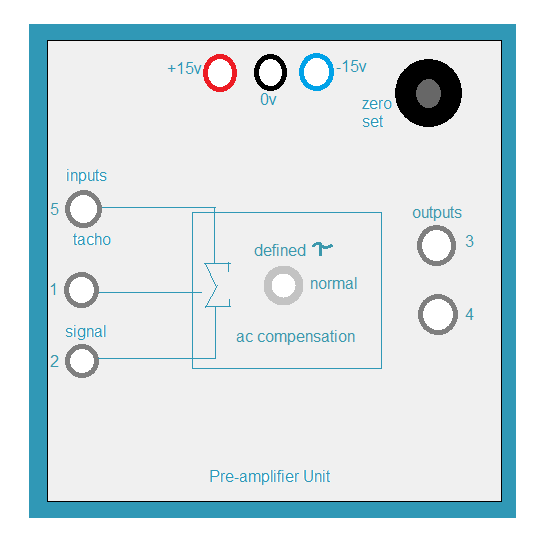 +15v
-15v
0v
zero
set
inputs
5
tacho
outputs
3
defined
1
normal
4
signal
ac compensation
2
Pre-amplifier Unit